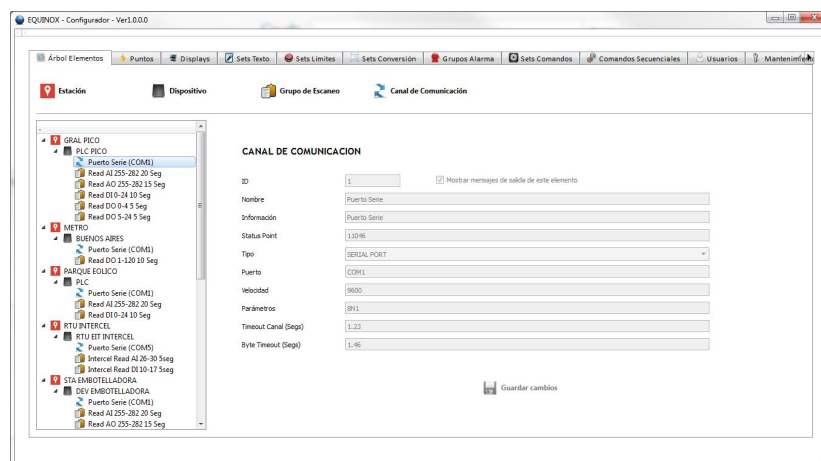 EQUINOX - Configurador - Ver1.0.0.0
Árbol Elementos
Puntos
Displays
Sets Texto
Sets Limites
Sets Conversión
Grupos Alarma
Sets Comandos
Comandos Secuenciales
Usuarios
Estación
Dispositivo
Grupo de Escaneo
Canal de Comunicación
GRAL PICO
PLC PICO
Puerto Serie (COM1)
Read AI 255-282 20 Seg
Read AO 255-282 15 Seg
Read DI 0-24 10 Seg
Read DO 0-4 5 Seg
Read DO 5-24 5 Seg
METRO
BUENOS AIRES
Puerto Serie (COM1)
Read DO 1-120 10 Seg
PARQUE EOLICO
PLC
Puerto Serie (COM1)
Read AI 255-282 20 Seg
Read DI 0-24 10 Seg
RTU INTERCEL
RTU EIT INTERCEL
Puerto Serie (COM5)
Intercel Read AI 26-30 5seg
Intercel Read DI 10-17 5seg
STA EMBOTELLADORA
DEV EMBOTELLADORA
Puerto Serie (COM1)
Read AI 255-282 20 Seg
Read AO 255-282 15 Seg
CANAL DE COMUNICACION
ID 1 Mostrar mensajes de salida de este elemento
Nombre Puerto Serie
Información Puerto Serie
Status Point 11046
Tipo SERIAL PORT
Puerto COM1
Velocidad 9600
Parámetros 8N1
Timeout Canal (Segs) 1.23
Byte Timeout (Segs) 1.46
Guardar cambios